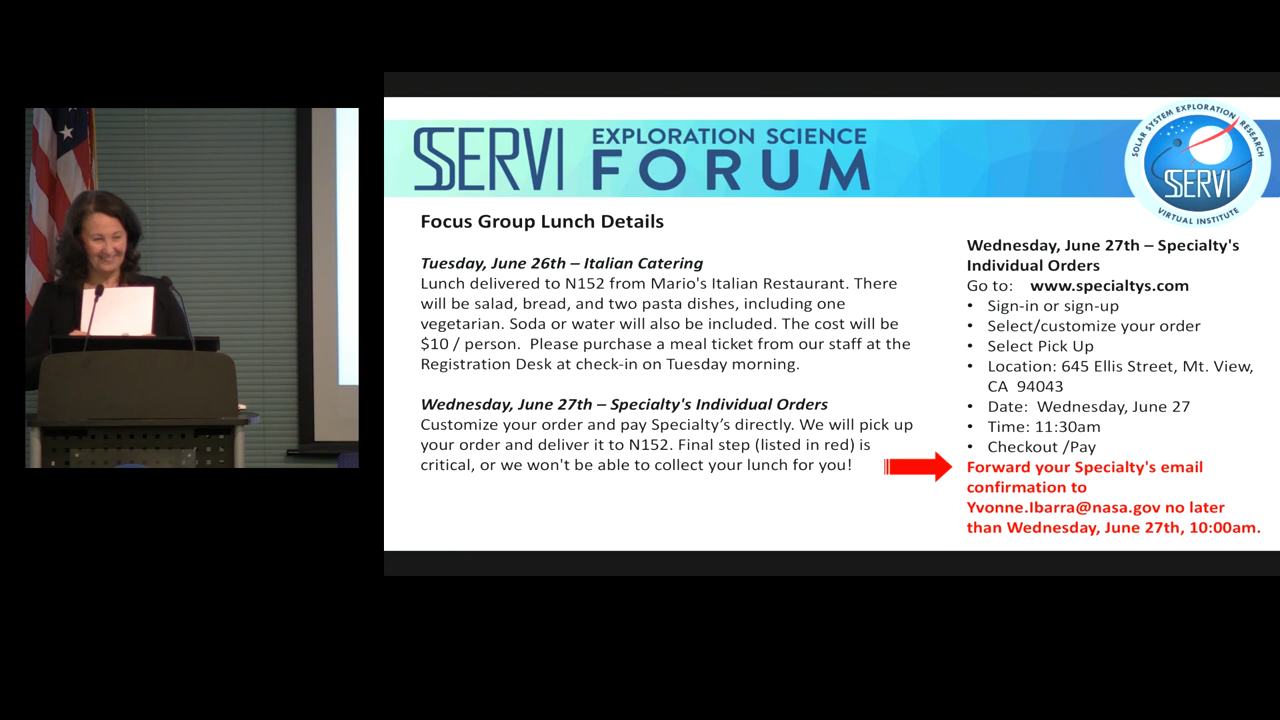 SSERVI
EXPLORATION SCIENCE
FORUM
SOLAR SYSTEM EXPLORATION RESEARCH
SSERVI
VIRTUAL INSTITUTE
Focus Group Lunch Details
Tuesday, June 26th – Italian Catering
Lunch delivered to N152 from Mario's Italian Restaurant. There
will be salad, bread, and two pasta dishes, including one
vegetarian. Soda or water will also be included. The cost will be
$10 / person.  Please purchase a meal ticket from our staff at the
Registration Desk at check-in on Tuesday morning.
Wednesday, June 27th – Specialty's Individual Orders
Customize your order and pay Specialty’s directly. We will pick up
your order and deliver it to N152. Final step (listed in red) is
critical, or we won't be able to collect your lunch for you!
Wednesday, June 27th – Specialty's
Individual Orders
Go to:   www.specialtys.com
• Sign-in or sign-up
• Select/customize your order
• Select Pick Up
• Location: 645 Ellis Street, Mt. View,
CA  94043
• Date:  Wednesday, June 27
• Time: 11:30am
• Checkout /Pay
Forward your Specialty's email
confirmation to
Yvonne.Ibarra@nasa.gov no later
than Wednesday, June 27th, 10:00am.